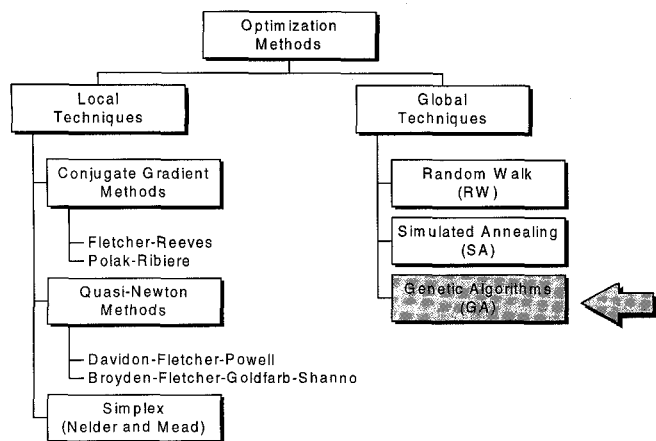 Optimization
Methods
Local
Techniques
Global
Techniques
Conjugate Gradient
Methods
Fletcher-Reeves
Polak-Ribiere
Quasi-Newton
Methods
Davidon-Fletcher-Powell
Broyden-Fletcher-Goldfarb-Shanno
Simplex
(Nelder and Mead)
Random Walk
(RW)
Simulated Annealing
(SA)
Genetic Algorithms
(GA)